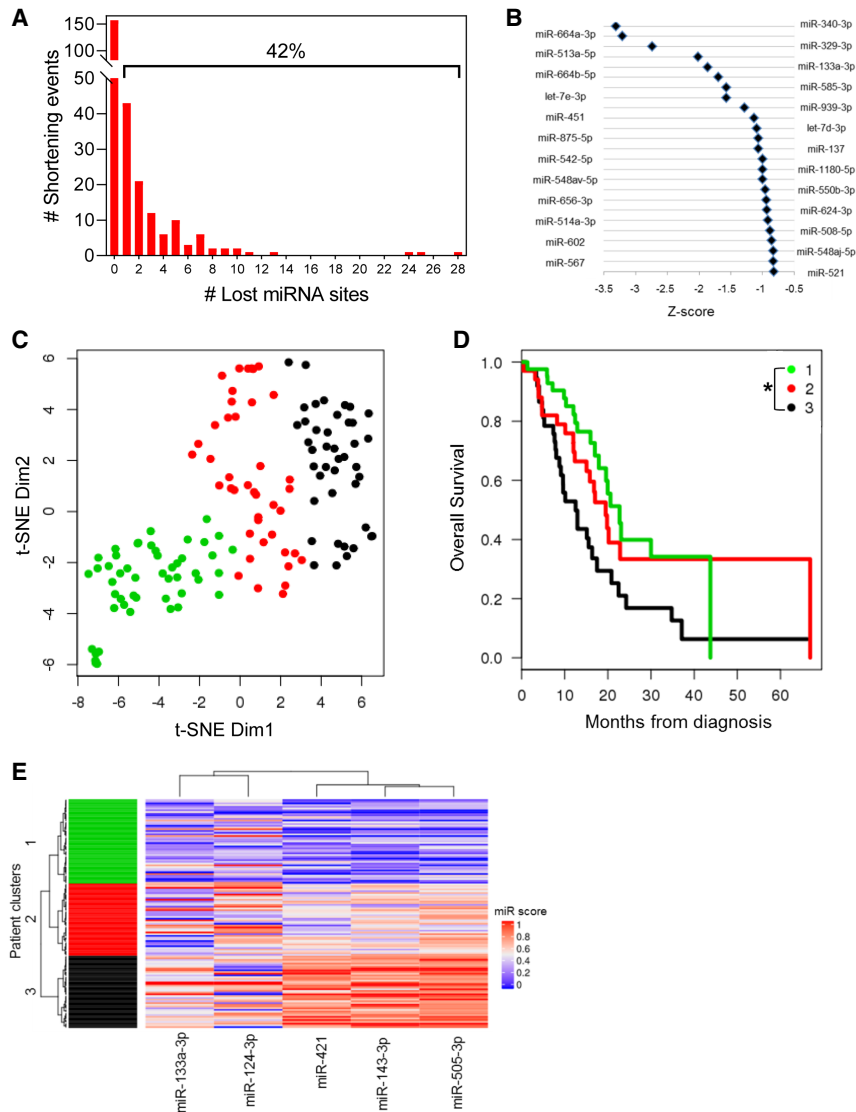 A
# Shortening events
150
100
50
40
30
20
10
0
42%
0 2 4 6 8 10 12 14 16 18 20 22 24 26 28
# Lost miRNA sites
B
miR-340-3p
miR-664a-3p
miR-329-3p
miR-513a-5p
miR-133a-3p
miR-664b-5p
miR-585-3p
let-7e-3p
miR-939-3p
miR-451
let-7d-3p
miR-875-5p
miR-137
miR-542-5p
miR-1180-5p
miR-548av-5p
miR-550b-3p
miR-656-3p
miR-624-3p
miR-514a-3p
miR-508-5p
miR-602
miR-548aj-5p
miR-567
miR-521
-3.5 -3 -2.5 -2 -1.5 -1 -0.5
Z-score
C
t-SNE Dim2
6
4
2
0
-2
-4
-6
-8 -6 -4 -2 0 2 4 6
t-SNE Dim1
D
Overall Survival
1.0
0.8
0.6
0.4
0.2
0.0
* 1
2
3
0 10 20 30 40 50 60
Months from diagnosis
E
Patient clusters
1
2
3
miR score
1
0.8
0.6
0.4
0.2
0
miR-133a-3p
miR-124-3p
miR-421
miR-143-3p
miR-505-3p